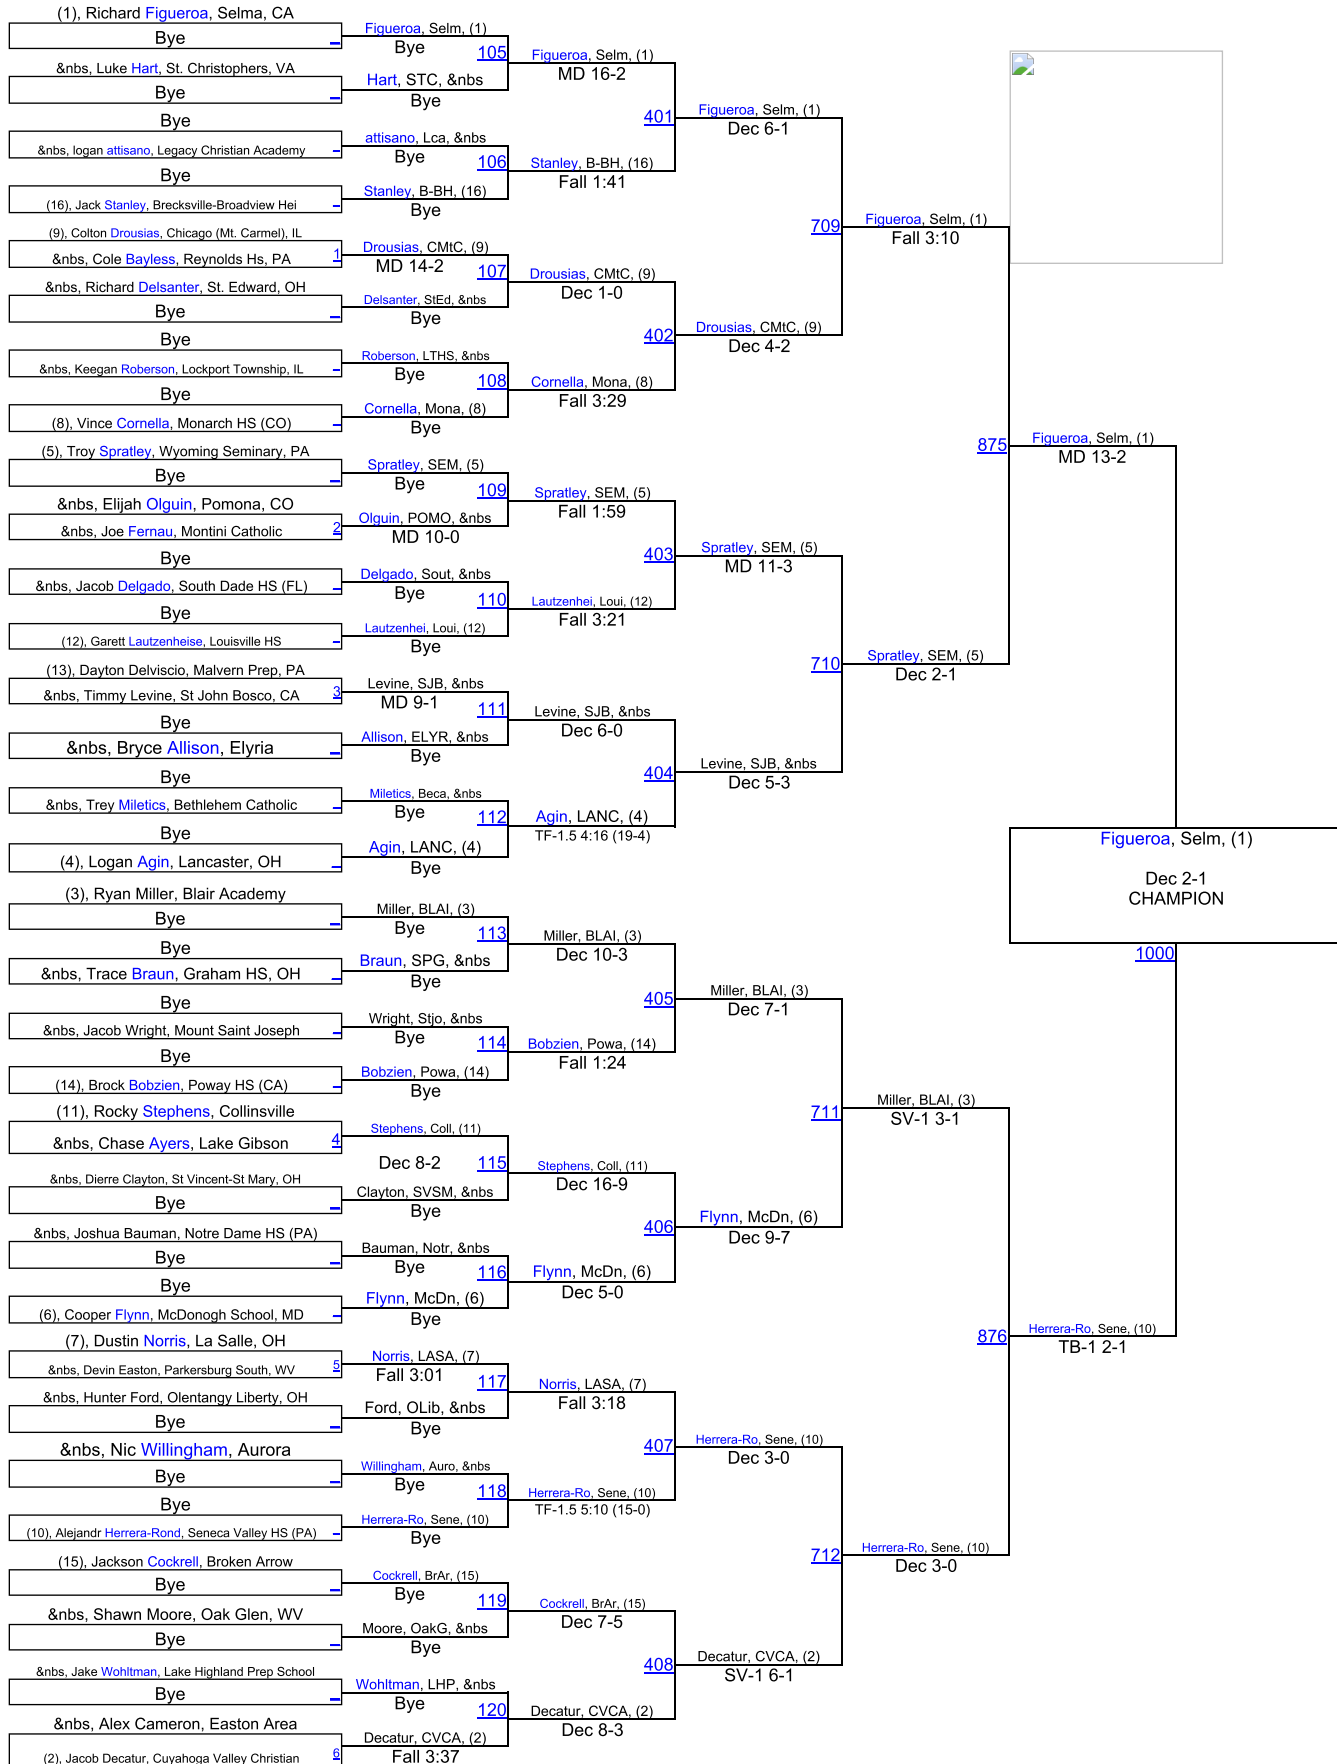 (1), Richard Figueroa, Selma, CA
Bye
&nbs, Luke Hart, St. Christophers, VA
Bye
Bye
&nbs, logan attisano, Legacy Christian Academy
Bye
(16), Jack Stanley, Brecksville-Broadview Hei
(9), Colton Drousias, Chicago (Mt. Carmel), IL
&nbs, Cole Bayless, Reynolds Hs, PA 1
&nbs, Richard Delsanter, St. Edward, OH
Bye
Bye
&nbs, Keegan Roberson, Lockport Township, IL
Bye
(8), Vince Cornella, Monarch HS (CO)
(5), Troy Spratley, Wyoming Seminary, PA
Bye
&nbs, Elijah Olguin, Pomona, CO
&nbs, Joe Fernau, Montini Catholic 2
Bye
&nbs, Jacob Delgado, South Dade HS (FL)
Bye
(12), Garett Lautzenheise, Louisville HS
(13), Dayton Delviscio, Malvern Prep, PA
&nbs, Timmy Levine, St John Bosco, CA 3
Bye
&nbs, Bryce Allison, Elyria
Bye
&nbs, Trey Miletics, Bethlehem Catholic
Bye
(4), Logan Agin, Lancaster, OH
(3), Ryan Miller, Blair Academy
Bye
Bye
&nbs, Trace Braun, Graham HS, OH
Bye
&nbs, Jacob Wright, Mount Saint Joseph
Bye
(14), Brock Bobzien, Poway HS (CA)
(11), Rocky Stephens, Collinsville
&nbs, Chase Ayers, Lake Gibson 4
&nbs, Dierre Clayton, St Vincent-St Mary, OH
Bye
&nbs, Joshua Bauman, Notre Dame HS (PA)
Bye
Bye
(6), Cooper Flynn, McDonogh School, MD
(7), Dustin Norris, La Salle, OH
&nbs, Devin Easton, Parkersburg South, WV 5
&nbs, Hunter Ford, Olentangy Liberty, OH
Bye
&nbs, Nic Willingham, Aurora
Bye
Bye
(10), Alejandr Herrera-Rond, Seneca Valley HS (PA)
(15), Jackson Cockrell, Broken Arrow
Bye
&nbs, Shawn Moore, Oak Glen, WV
Bye
&nbs, Jake Wohltman, Lake Highland Prep School
Bye
&nbs, Alex Cameron, Easton Area
(2), Jacob Decatur, Cuyahoga Valley Christian 6
Figueroa, Selm, (1)
Bye
105
Hart, STC, &nbs
Bye
attisano, Lca, &nbs
Bye
106
Stanley, B-BH, (16)
Bye
Drousias, CMtC, (9)
MD 14-2
107
Delsanter, StEd, &nbs
Bye
Roberson, LTHS, &nbs
Bye
108
Cornella, Mona, (8)
Bye
Spratley, SEM, (5)
Bye
109
Olguin, POMO, &nbs
MD 10-0
Delgado, Sout, &nbs
Bye
110
Lautzenhei, Loui, (12)
Bye
Levine, SJB, &nbs
MD 9-1
111
Allison, ELYR, &nbs
Bye
Miletics, Beca, &nbs
Bye
112
Agin, LANC, (4)
Bye
Miller, BLAI, (3)
Bye
113
Braun, SPG, &nbs
Bye
Wright, Stjo, &nbs
Bye
114
Bobzien, Powa, (14)
Bye
Stephens, Coll, (11)
Dec 8-2
115
Clayton, SVSM, &nbs
Bye
Bauman, Notr, &nbs
Bye
116
Flynn, McDn, (6)
Bye
Norris, LASA, (7)
Fall 3:01
117
Ford, OLib, &nbs
Bye
Willingham, Auro, &nbs
Bye
118
Herrera-Ro, Sene, (10)
Bye
Cockrell, BrAr, (15)
Bye
119
Moore, OakG, &nbs
Bye
Wohltman, LHP, &nbs
Bye
120
Decatur, CVCA, (2)
Fall 3:37
Figueroa, Selm, (1)
MD 16-2
401
Stanley, B-BH, (16)
Fall 1:41
Drousias, CMtC, (9)
Dec 1-0
402
Cornella, Mona, (8)
Fall 3:29
Spratley, SEM, (5)
Fall 1:59
403
Lautzenhei, Loui, (12)
Fall 3:21
Levine, SJB, &nbs
Dec 6-0
404
Agin, LANC, (4)
TF-1.5 4:16 (19-4)
Miller, BLAI, (3)
Dec 10-3
405
Bobzien, Powa, (14)
Fall 1:24
Stephens, Coll, (11)
Dec 16-9
406
Flynn, McDn, (6)
Dec 5-0
Norris, LASA, (7)
Fall 3:18
407
Herrera-Ro, Sene, (10)
TF-1.5 5:10 (15-0)
Cockrell, BrAr, (15)
Dec 7-5
408
Decatur, CVCA, (2)
Dec 8-3
Figueroa, Selm, (1)
Dec 6-1
709
Drousias, CMtC, (9)
Dec 4-2
Spratley, SEM, (5)
MD 11-3
710
Levine, SJB, &nbs
Dec 5-3
Miller, BLAI, (3)
Dec 7-1
711
Flynn, McDn, (6)
Dec 9-7
Herrera-Ro, Sene, (10)
Dec 3-0
712
Decatur, CVCA, (2)
SV-1 6-1
Figueroa, Selm, (1)
Fall 3:10
875
Spratley, SEM, (5)
Dec 2-1
Miller, BLAI, (3)
SV-1 3-1
876
Herrera-Ro, Sene, (10)
Dec 3-0
Figueroa, Selm, (1)
MD 13-2
Herrera-Ro, Sene, (10)
TB-1 2-1
Figueroa, Selm, (1)
Dec 2-1
CHAMPION
1000